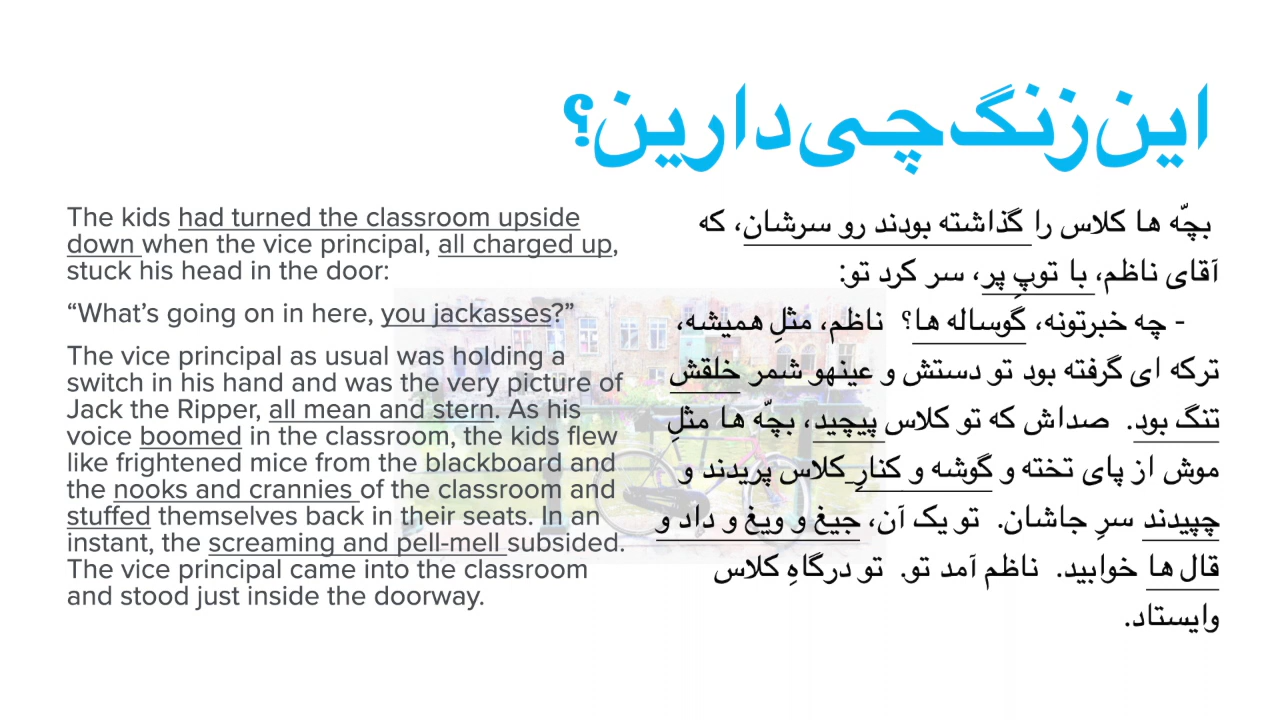 این زنگ چی دارین؟
The kids had turned the classroom upside
down when the vice principal, all charged up,
stuck his head in the door:
“What’s going on in here, you jackasses?”
The vice principal as usual was holding a
switch in his hand and was the very picture of
Jack the Ripper, all mean and stern. As his
voice boomed in the classroom, the kids flew
like frightened mice from the blackboard and
the nooks and crannies of the classroom and
stuffed themselves back in their seats. In an
instant, the screaming and pell-mell subsided.
The vice principal came into the classroom
and stood just inside the doorway.
بچّه ها کلاس را گذاشته بودند رو سرشان، که
آقای ناظم، با توپِ پر، سر کرد تو:
- چه خبرتونه، گوساله ها؟ ناظم، مثلِ همیشه،
ترکه ای گرفته بود تو دستش و عینهو شمر خلقش
تنگ بود. صداش که تو کلاس پیچید، بچّه ها مثلِ
موش از پای تخته و گوشه و کنارِ کلاس پریدند و
چپیدند سرِ جاشان. تو یک آن، جیغ و ویغ و داد و
قال ها خوابید. ناظم آمد تو. تو درگاهِ کلاس
وایستاد.